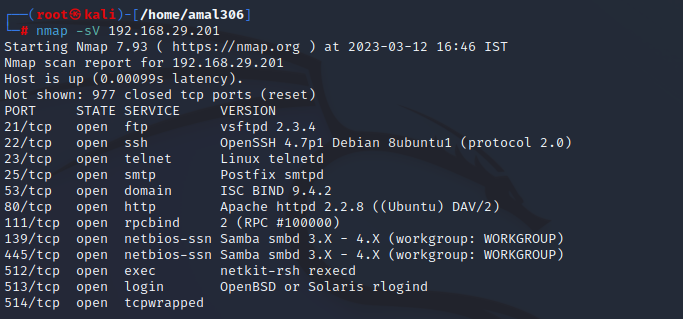 ┌──(root㉿kali)-[/home/amal306]
└─# nmap -sV 192.168.29.201
Starting Nmap 7.93 ( https://nmap.org ) at 2023-03-12 16:46 IST
Nmap scan report for 192.168.29.201
Host is up (0.00099s latency).
Not shown: 977 closed tcp ports (reset)
PORT    STATE SERVICE     VERSION
21/tcp  open  ftp         vsftpd 2.3.4
22/tcp  open  ssh         OpenSSH 4.7p1 Debian 8ubuntu1 (protocol 2.0)
23/tcp  open  telnet      Linux telnetd
25/tcp  open  smtp        Postfix smtpd
53/tcp  open  domain      ISC BIND 9.4.2
80/tcp  open  http        Apache httpd 2.2.8 ((Ubuntu) DAV/2)
111/tcp open  rpcbind     2 (RPC #100000)
139/tcp open  netbios-ssn Samba smbd 3.X - 4.X (workgroup: WORKGROUP)
445/tcp open  netbios-ssn Samba smbd 3.X - 4.X (workgroup: WORKGROUP)
512/tcp open  exec        netkit-rsh rexecd
513/tcp open  login       OpenBSD or Solaris rlogind
514/tcp open  tcpwrapped